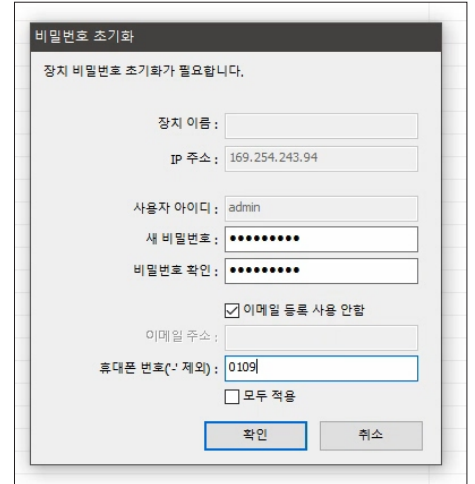 비밀번호 초기화
장치 비밀번호 초기화가 필요합니다.
장치 이름 :
IP 주소 : 169.254.243.94
사용자 아이디 : admin
새 비밀번호 : ●●●●●●●●●
비밀번호 확인 : ●●●●●●●●●
이메일 등록 사용 안함
이메일 주소 :
휴대폰 번호('-' 제외) : 0109
모두 적용
확인 취소